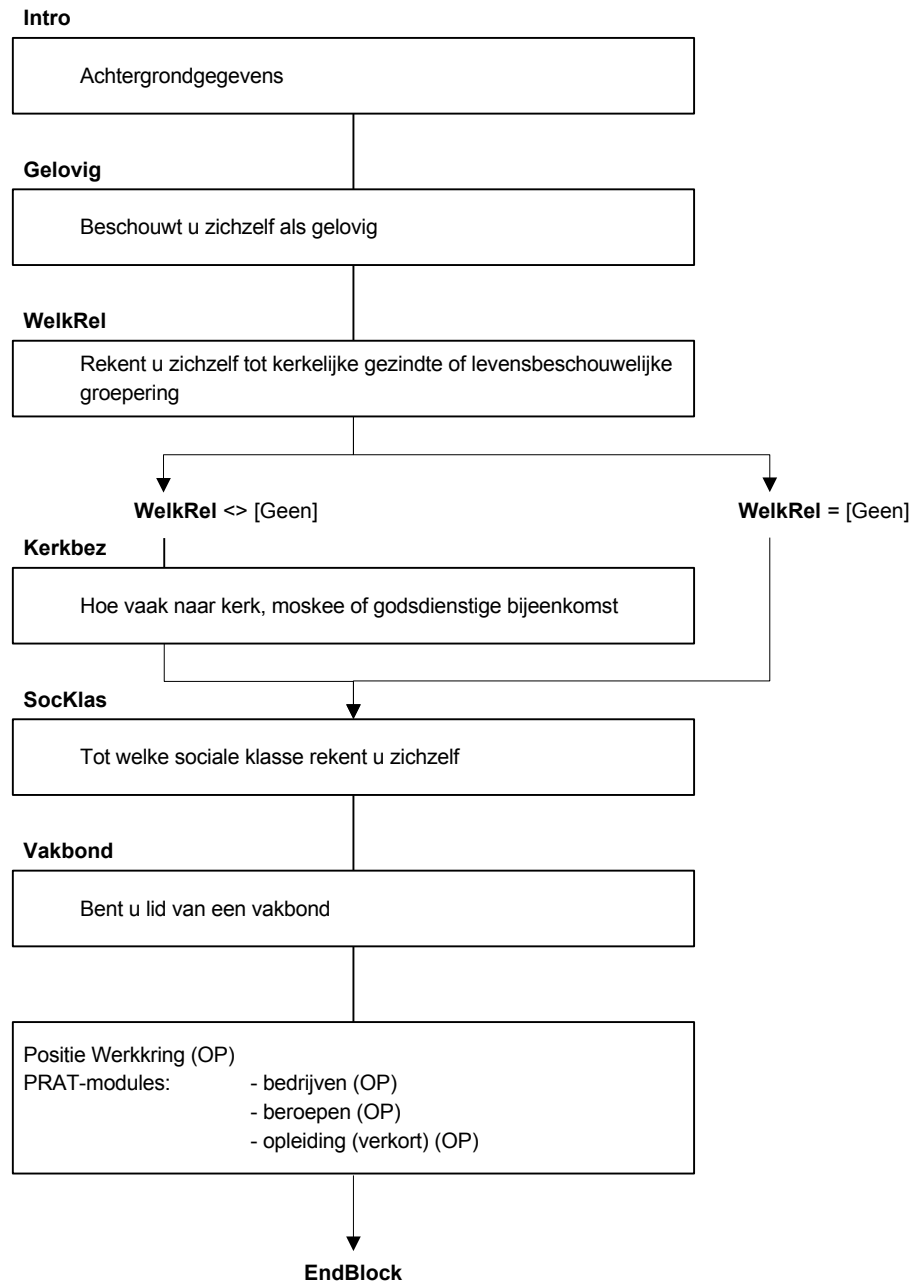 Intro
Achtergrondgegevens
Gelovig
Beschouwt u zichzelf als gelovig
WelkRel
Rekent u zichzelf tot kerkelijke gezindte of levensbeschouwelijke
groepering
WelkRel <> [Geen]
WelkRel = [Geen]
Kerkbez
Hoe vaak naar kerk, moskee of godsdienstige bijeenkomst
SocKlas
Tot welke sociale klasse rekent u zichzelf
Vakbond
Bent u lid van een vakbond
Positie Werkkring (OP)
PRAT-modules: - bedrijven (OP)
- beroepen (OP)
- opleiding (verkort) (OP)
EndBlock